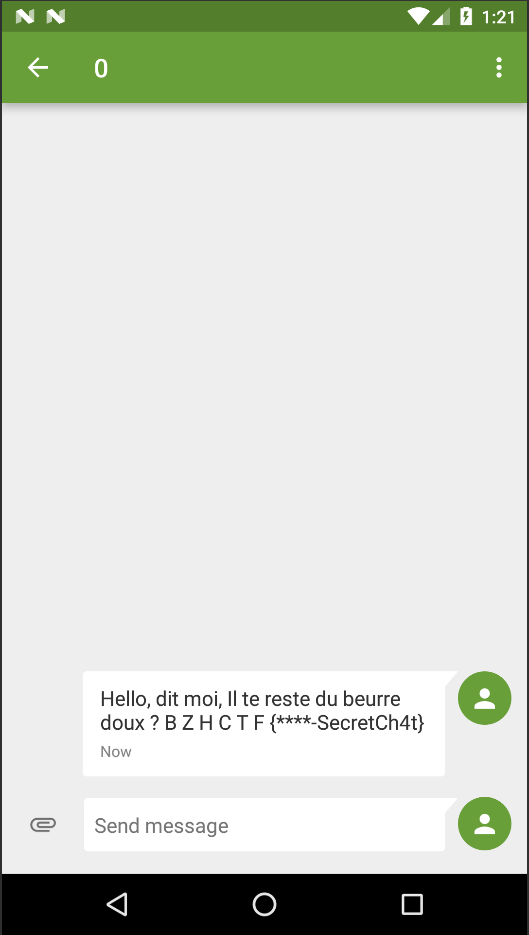 1:21
0
Hello, dit moi, Il te reste du beurre
doux ? B Z H C T F {****-SecretCh4t}
Now
Send message